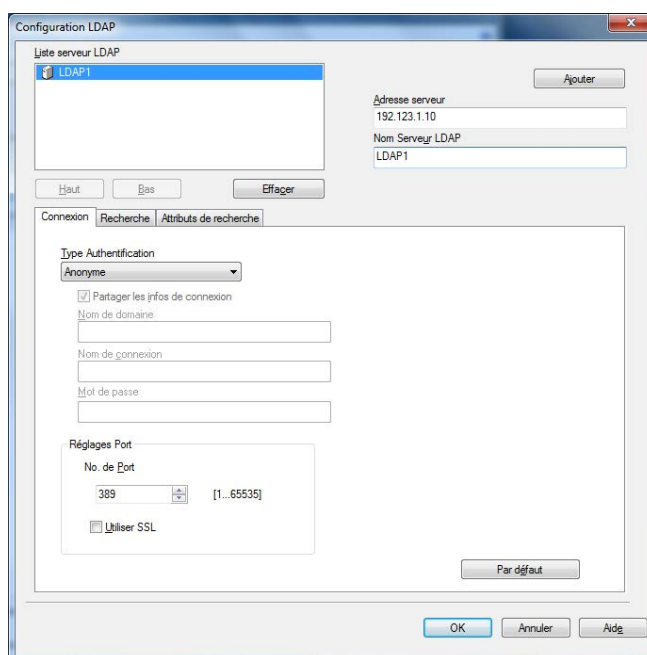 Configuration LDAP
Liste serveur LDAP
LDAP1
Ajouter
Adresse serveur
192.123.1.10
Nom Serveur LDAP
LDAP1
Haut
Bas
Effacer
Connexion
Recherche
Attributs de recherche
Type Authentification
Anonyme
Partager les infos de connexion
Nom de domaine
Nom de connexion
Mot de passe
Réglages Port
No. de Port
389
[1...65535]
Utiliser SSL
Par défaut
OK
Annuler
Aide